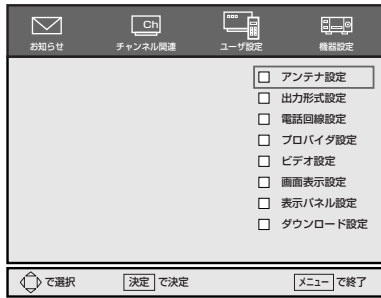 Ch
お知らせ チャンネル関連 ユーザ設定 機器設定
アンテナ設定
出力形式設定
電話回線設定
プロバイダ設定
ビデオ設定
画面表示設定
表示パネル設定
ダウンロード設定
で選択 決定 で決定 メニュー で終了